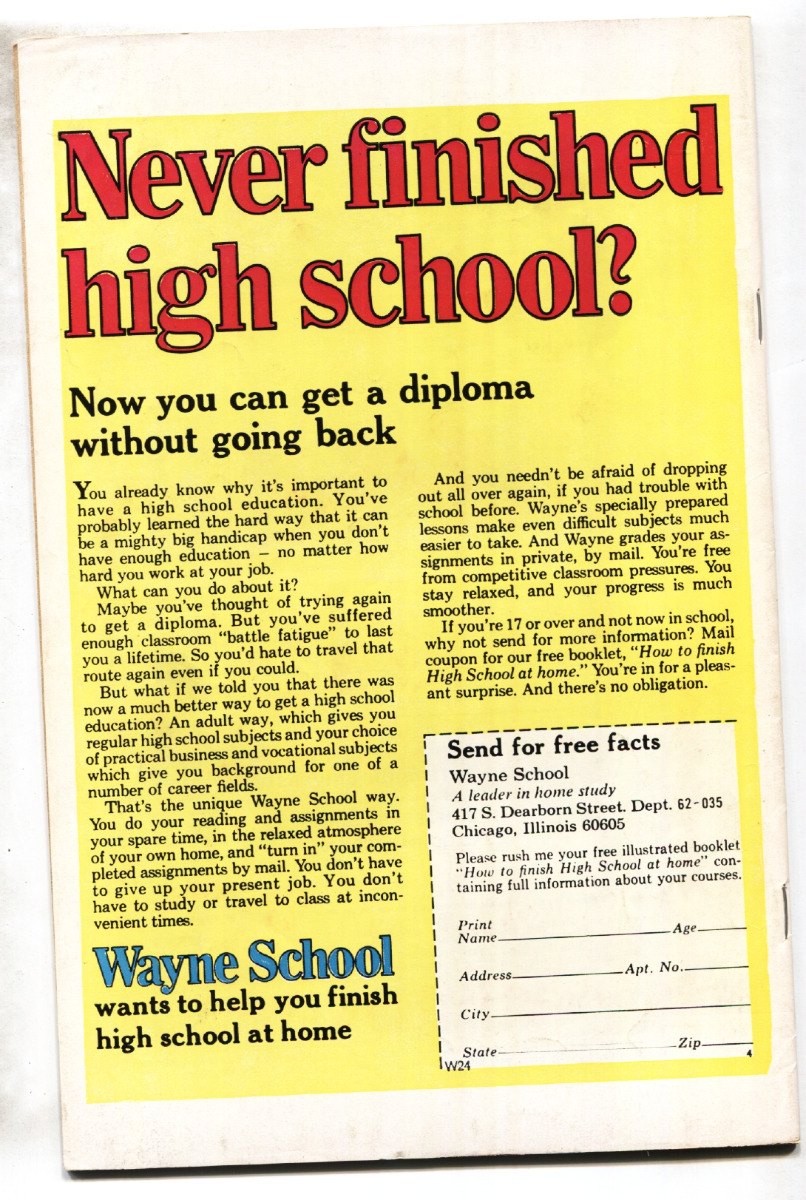 Never finished
high school?
Now you can get a diploma
without going back
You already know why it's important to
have a high school education. You've
probably learned the hard way that it can
be a mighty big handicap when you don't
have enough education – no matter how
hard you work at your job.
What can you do about it?
Maybe you've thought of trying again
to get a diploma. But you've suffered
enough classroom "battle fatigue" to last
you a lifetime. So you'd hate to travel that
route again even if you could.
But what if we told you that there was
now a much better way to get a high school
education? An adult way, which gives you
regular high school subjects and your choice
of practical business and vocational subjects
which give you background for one of a
number of career fields.
That's the unique Wayne School way.
You do your reading and assignments in
your spare time, in the relaxed atmosphere
of your own home, and "turn in" your com-
pleted assignments by mail. You don't have
to give up your present job. You don't
have to study or travel to class at incon-
venient times.
Wayne School
wants to help you finish
high school at home
And you needn't be afraid of dropping
out all over again, if you had trouble with
school before. Wayne's specially prepared
lessons make even difficult subjects much
easier to take. And Wayne grades your as-
signments in private, by mail. You're free
from competitive classroom pressures. You
stay relaxed, and your progress is much
smoother.
If you're 17 or over and not now in school,
why not send for more information? Mail
coupon for our free booklet, "How to finish
High School at home." You're in for a pleas-
ant surprise. And there's no obligation.
Send for free facts
Wayne School
A leader in home study
417 S. Dearborn Street. Dept. 62-035
Chicago, Illinois 60605
Please rush me your free illustrated booklet
"How to finish High School at home" con-
taining full information about your courses.
Print
Name Age
Address Apt. No.
City
State Zip
W24 4